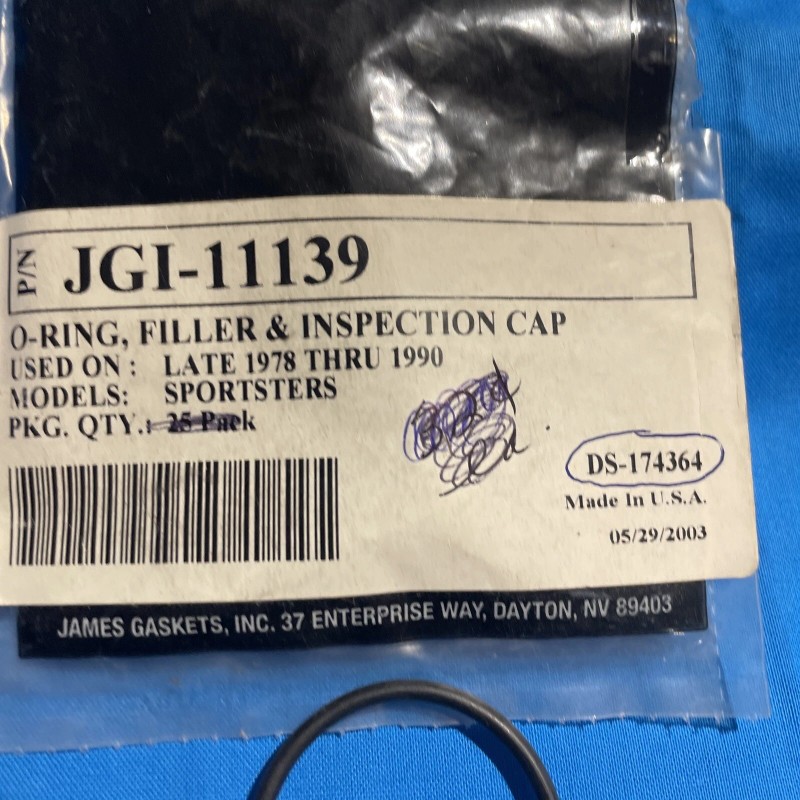 P/N JGI-11139
O-RING, FILLER & INSPECTION CAP
USED ON : LATE 1978 THRU 1990
MODELS: SPORTSTERS
PKG. QTY.: 25 Pack
DS-174364
Made In U.S.A.
05/29/2003
JAMES GASKETS, INC. 37 ENTERPRISE WAY, DAYTON, NV 89403